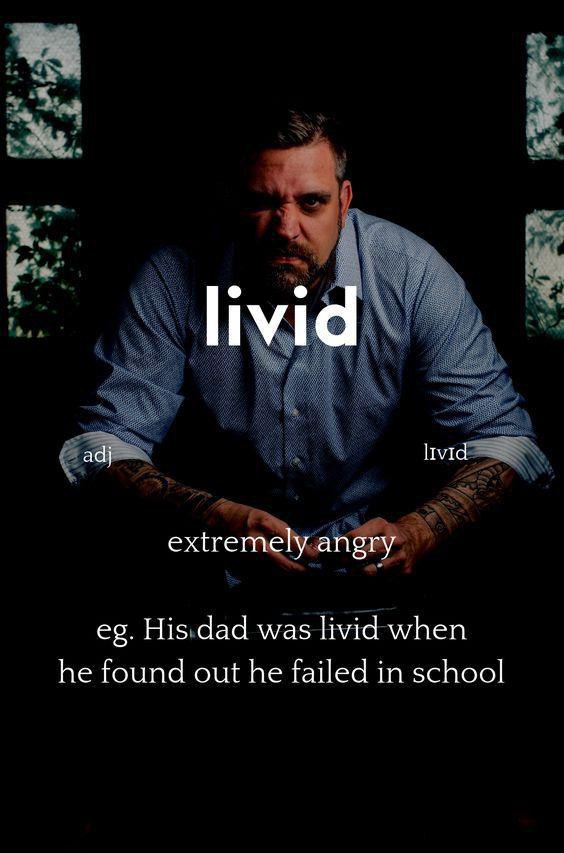 livid
adj
lɪvɪd
extremely angry
eg. His dad was livid when
he found out he failed in school